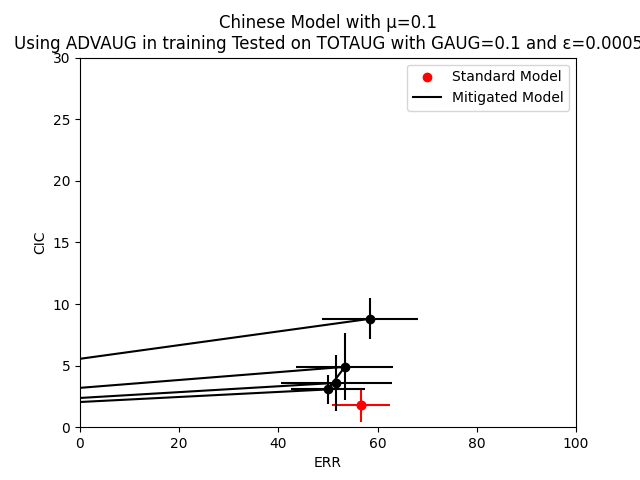 Chinese Model with μ=0.1
Using ADVAUG in training Tested on TOTAUG with GAUG=0.1 and ε=0.0005
Standard Model
Mitigated Model
30
25
20
15
10
5
0
CIC
0 20 40 60 80 100
ERR